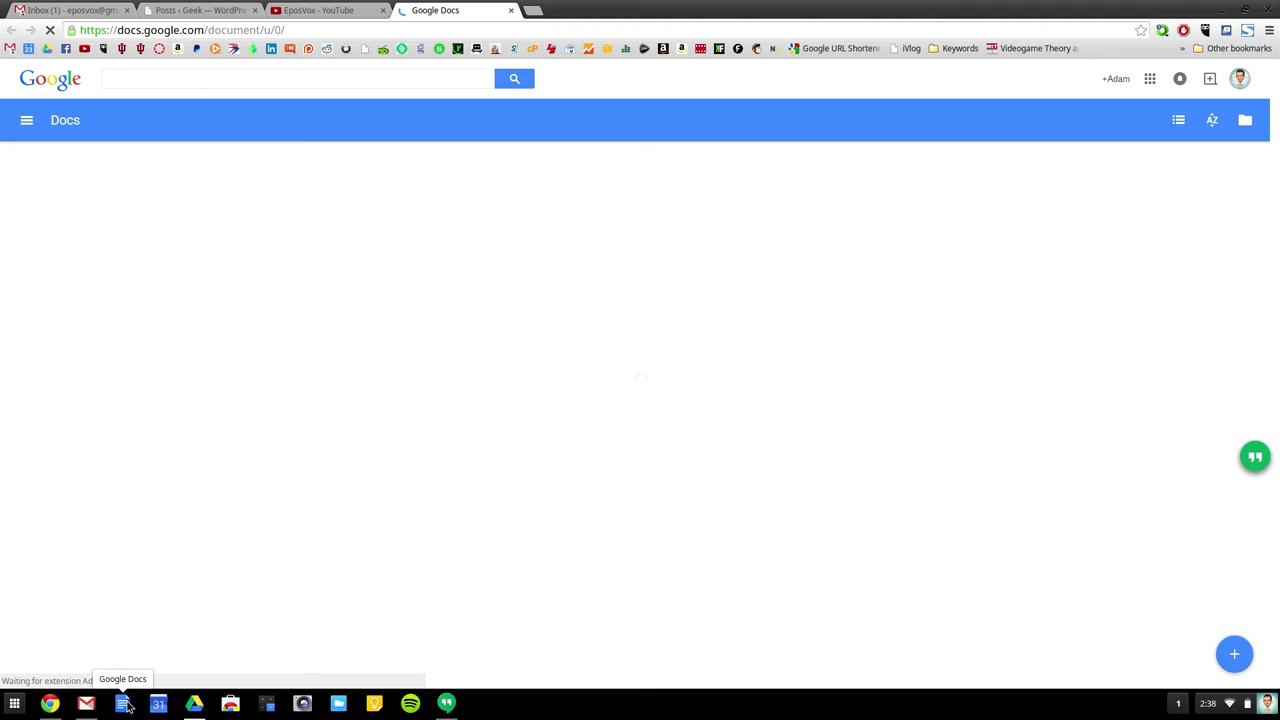 Inbox (1) - eposvox@gm
Posts ‹ Geek — WordPre
EposVox - YouTube
Google Docs
https://docs.google.com/document/u/0/
Google URL Shortene
iVlog
Keywords
Videogame Theory a
»
Other bookmarks
Google
+Adam
Docs
AZ
Waiting for extension Ad
Google Docs
31
1
2:38